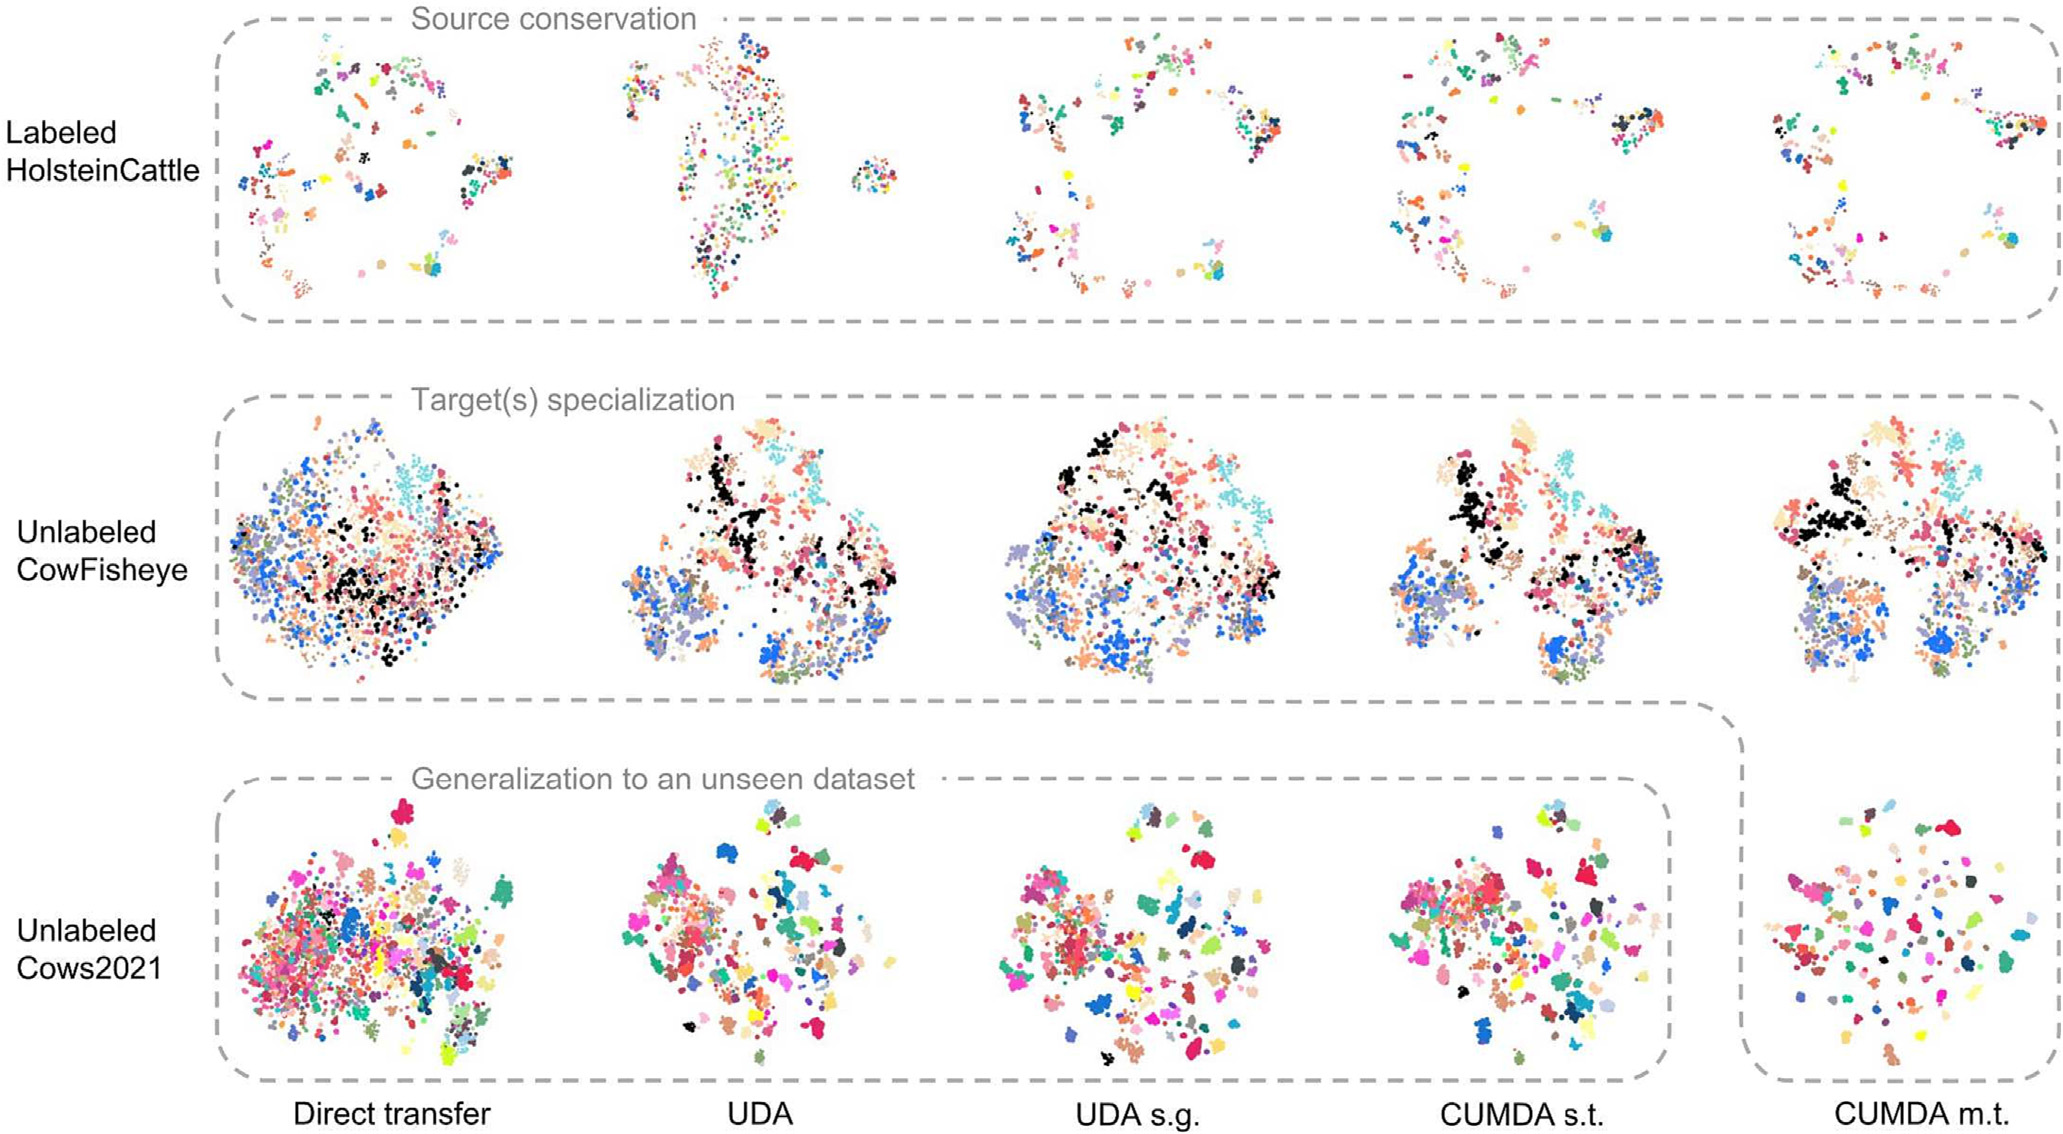 Source conservation
Labeled
HolsteinCattle
Target(s) specialization
Unlabeled
CowFisheye
Generalization to an unseen dataset
Unlabeled
Cows2021
Direct transfer
UDA
UDA s.g.
CUMDA s.t.
CUMDA m.t.